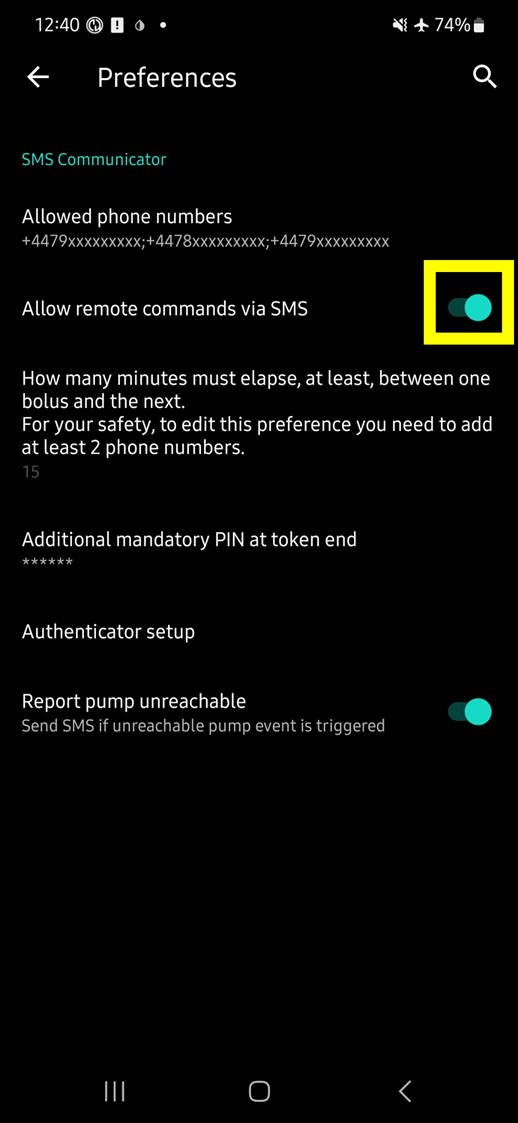 12:40 74%
Preferences
SMS Communicator
Allowed phone numbers
+4479xxxxxxxxx;+4478xxxxxxxxx;+4479xxxxxxxxx
Allow remote commands via SMS
How many minutes must elapse, at least, between one
bolus and the next.
For your safety, to edit this preference you need to add
at least 2 phone numbers.
15
Additional mandatory PIN at token end
******
Authenticator setup
Report pump unreachable
Send SMS if unreachable pump event is triggered